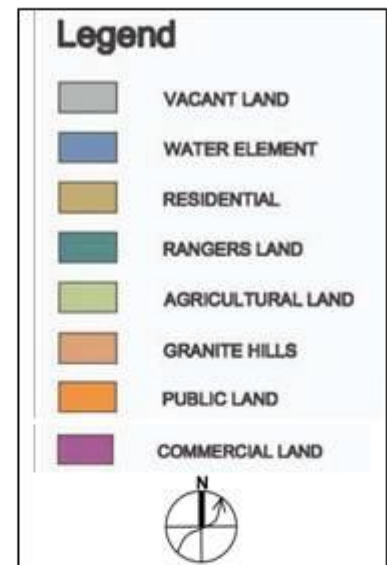 Legend
VACANT LAND
WATER ELEMENT
RESIDENTIAL
RANGERS LAND
AGRICULTURAL LAND
GRANITE HILLS
PUBLIC LAND
COMMERCIAL LAND
N